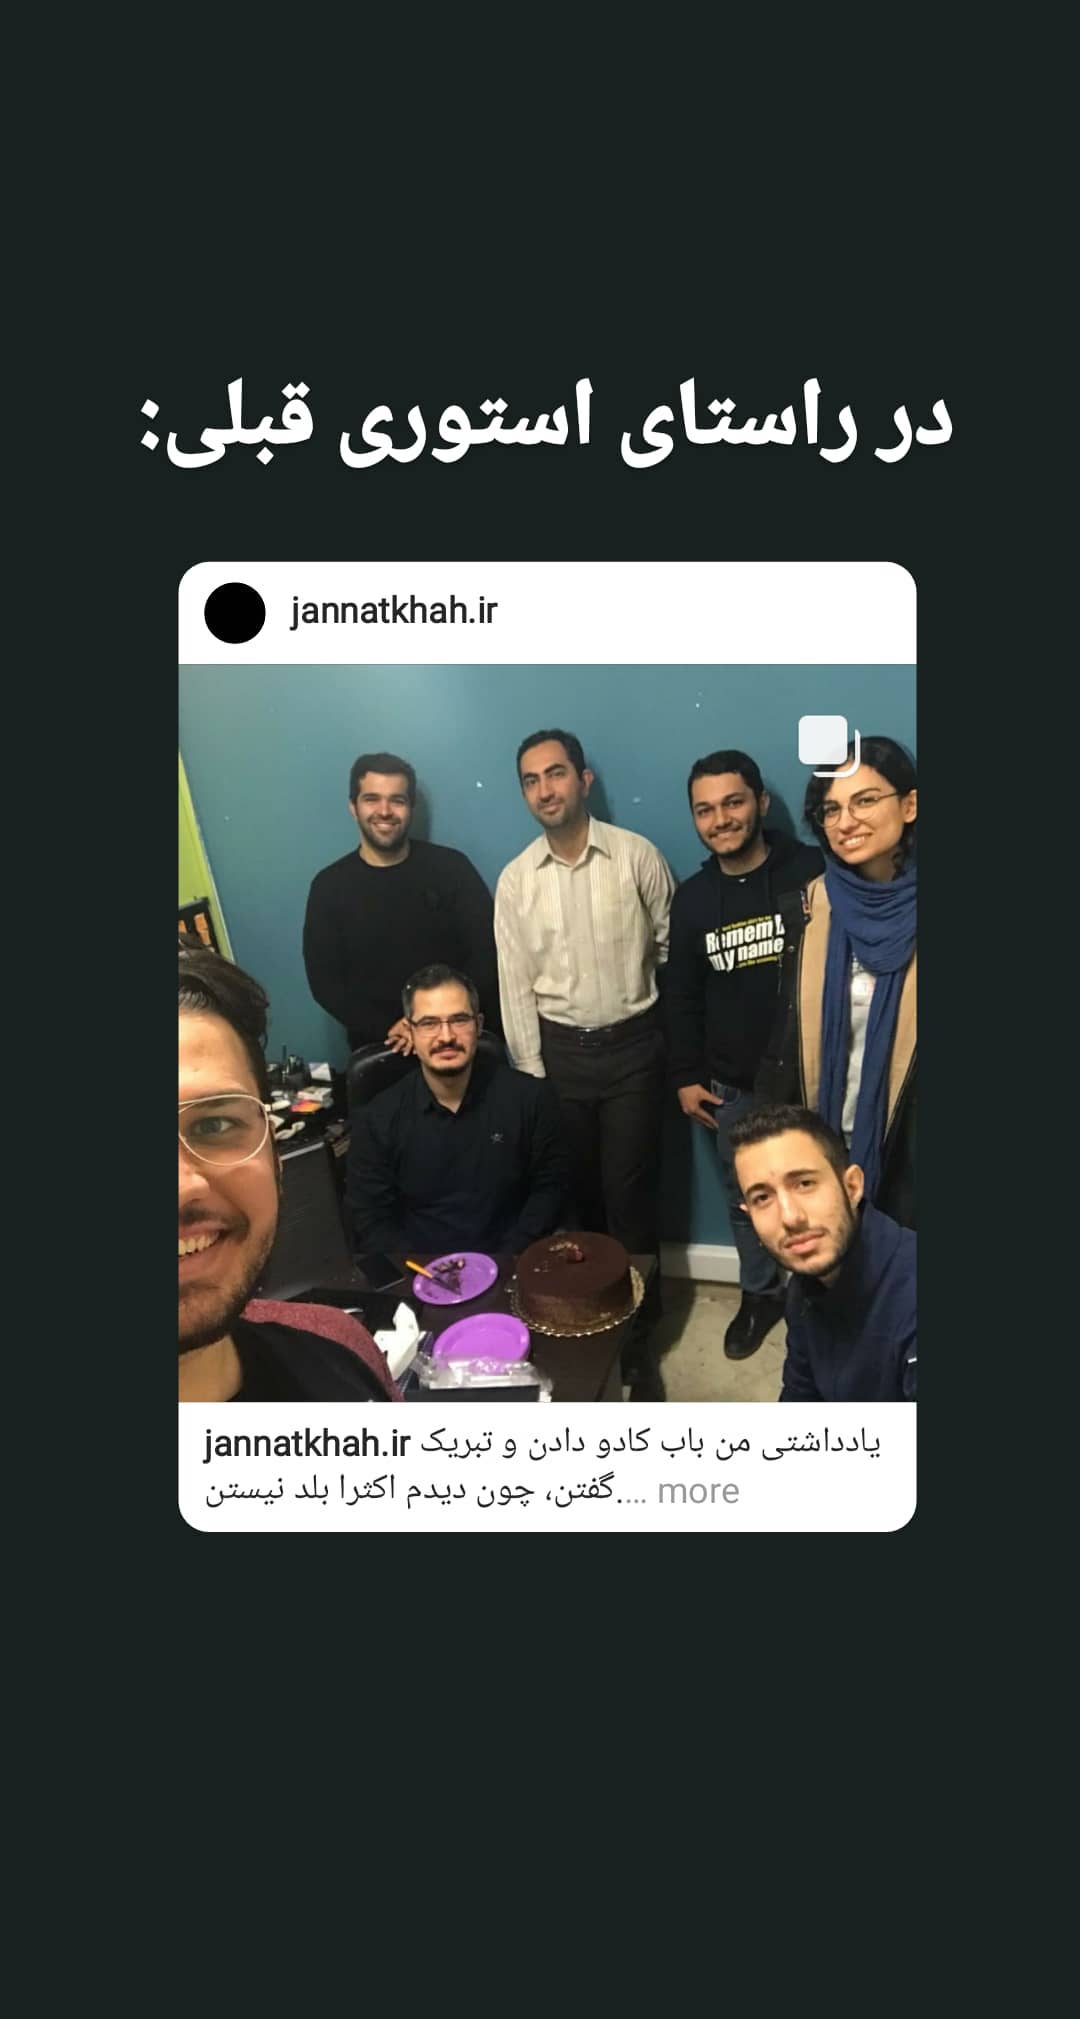 در راستای استوری قبلی:
jannatkhah.ir
Rememb
my name
jannatkhah.ir یادداشتی من باب کادو دادن و تبریک
گفتن، چون دیدم اکثرا بلد نیستن.... more